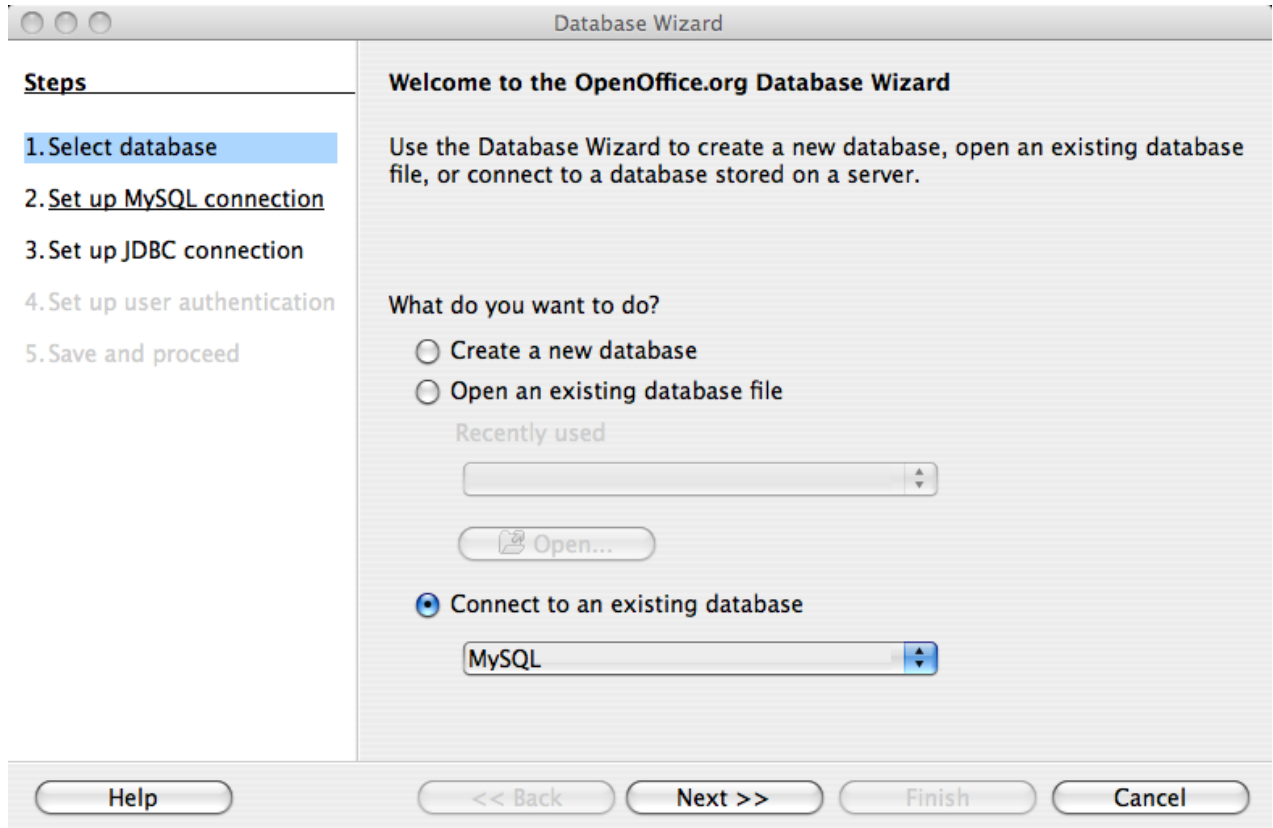 Database Wizard
Steps
1. Select database
2. Set up MySQL connection
3. Set up JDBC connection
4. Set up user authentication
5. Save and proceed
Welcome to the OpenOffice.org Database Wizard
Use the Database Wizard to create a new database, open an existing database
file, or connect to a database stored on a server.
What do you want to do?
Create a new database
Open an existing database file
Recently used
Open...
Connect to an existing database
MySQL
Help
<< Back
Next >>
Finish
Cancel